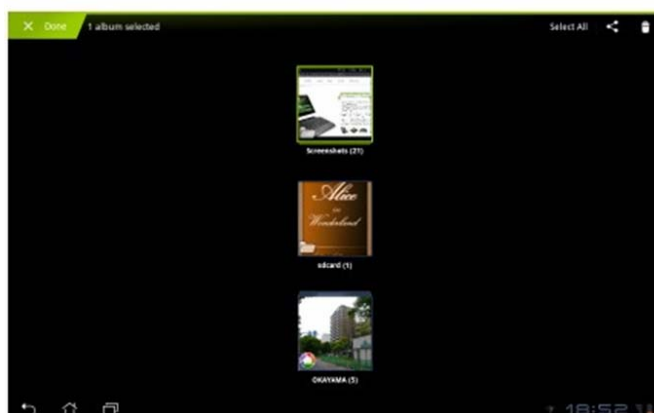 Done
1 album selected
Select All
Screenshots (21)
Alice
in
Wonderland
sdcard (1)
OKAYAMA (5)
18:52